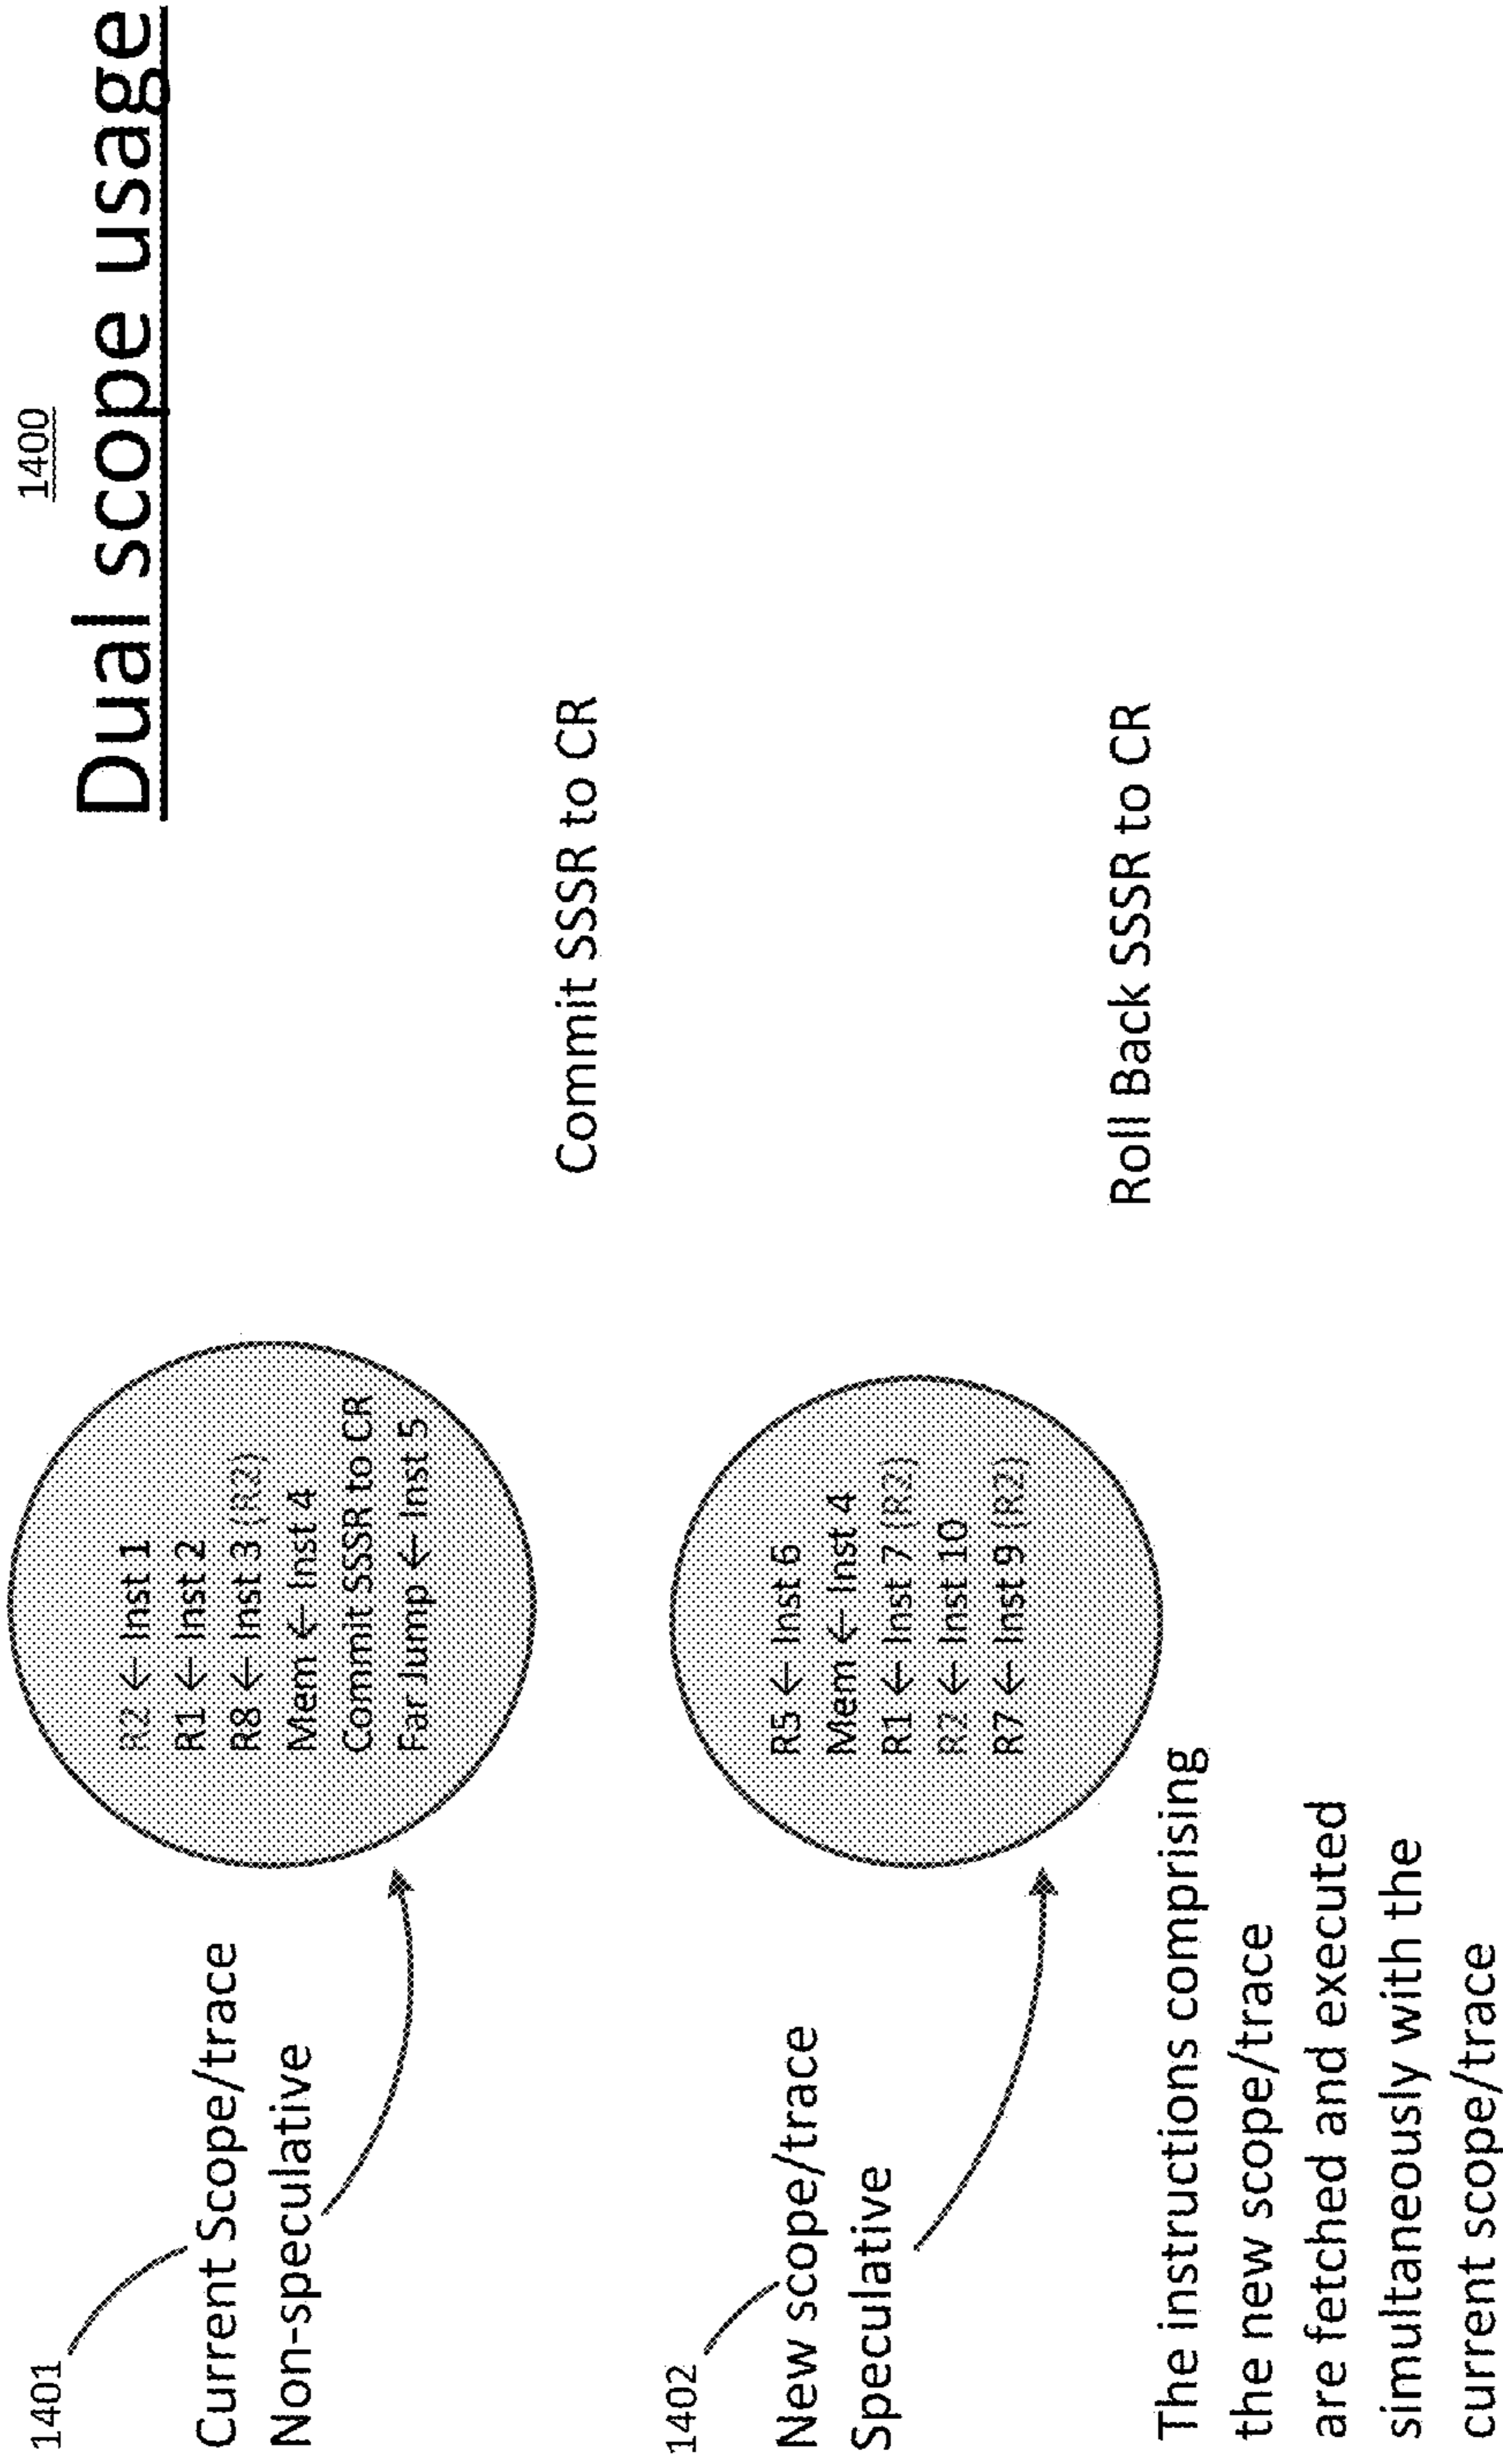 1400
Dual scope usage
1401
Current Scope/trace
Non-speculative
R2 ← Inst 1
R1 ← Inst 2
R8 ← Inst 3 (R2)
Mem ← Inst 4
Commit SSSR to CR
Far Jump ← Inst 5
Commit SSSR to CR
1402
New scope/trace
Speculative
R5 ← Inst 6
Mem ← Inst 4
R1 ← Inst 7 (R2)
R2 ← Inst 10
R7 ← Inst 9 (R2)
Roll Back SSSR to CR
The instructions comprising
the new scope/trace
are fetched and executed
simultaneously with the
current scope/trace